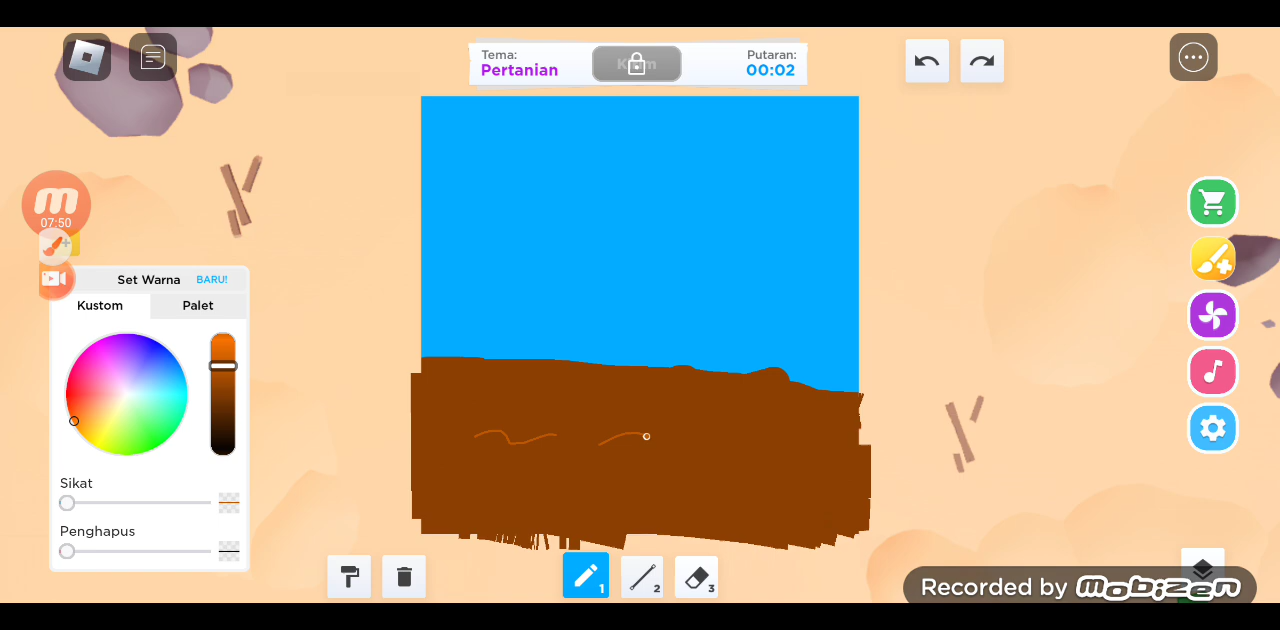 Tema:
Pertanian
Putaran:
00:02
07:50
Set Warna
BARU!
Kustom
Palet
Sikat
Penghapus
1
2
3
Recorded by mobizen